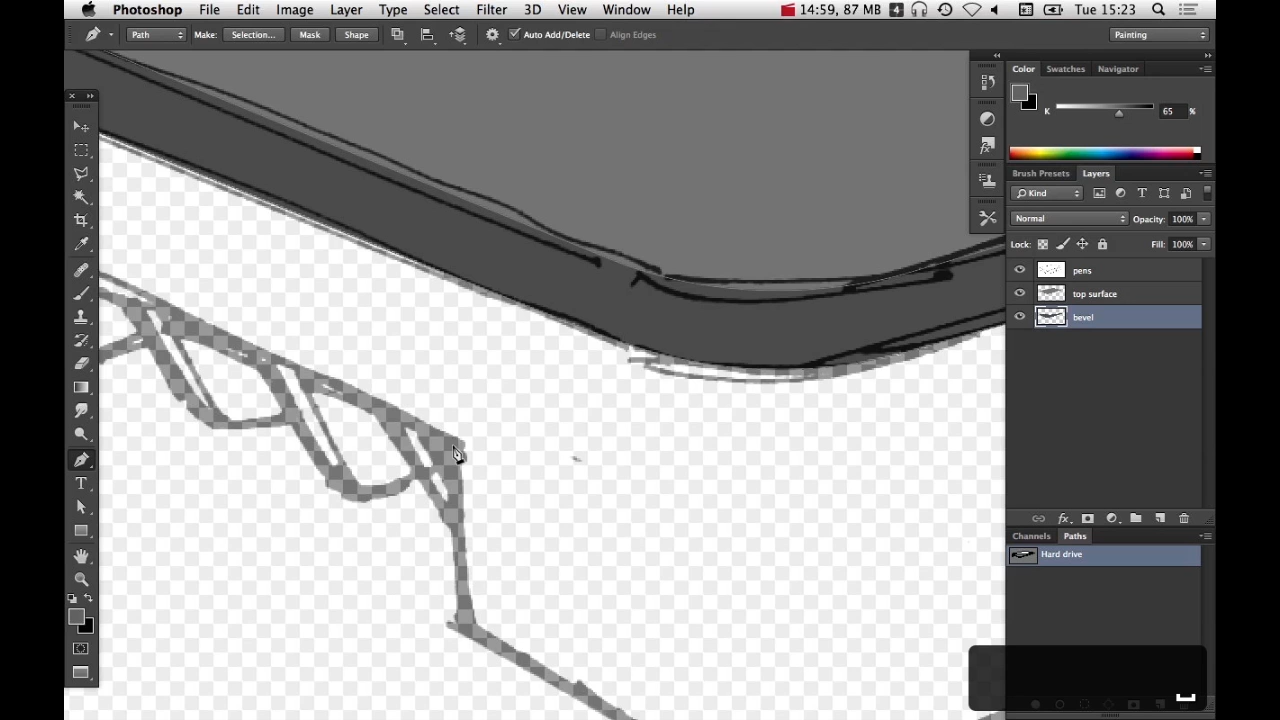 Photoshop File Edit Image Layer Type Select Filter 3D View Window Help 14:59, 87 MB 4 Tue 15:23
Path Make: Selection... Mask Shape Auto Add/Delete Align Edges Painting
Color Swatches Navigator
K 65 %
Brush Presets Layers
Kind
Normal Opacity: 100%
Lock: Fill: 100%
pens
top surface
bevel
fx
Channels Paths
Hard drive